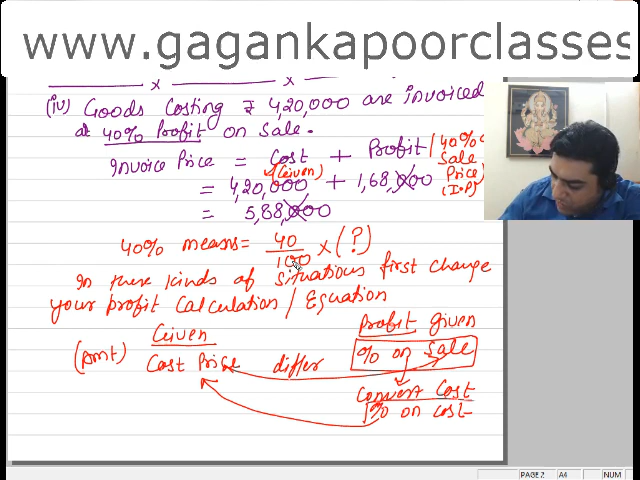 www.gagankapoorclasses
(iv) Goods Costing ₹ 4,20,000 are invoiced
at 40% Profit on Sale.
Invoice Price = Cost + Profit / 40% 
Sale
Price
(I.P)
(Given)
= 4,20,000 + 1,68,000
= 5,88,000
40% means = 40/100 × (?)
In these kinds of situations first change
your profit Calculation / Equation
Given
Profit given
(Amt) Cost Price differ % on Sale
Convert Cost
% on cost
PAGE 2 A4 NUM